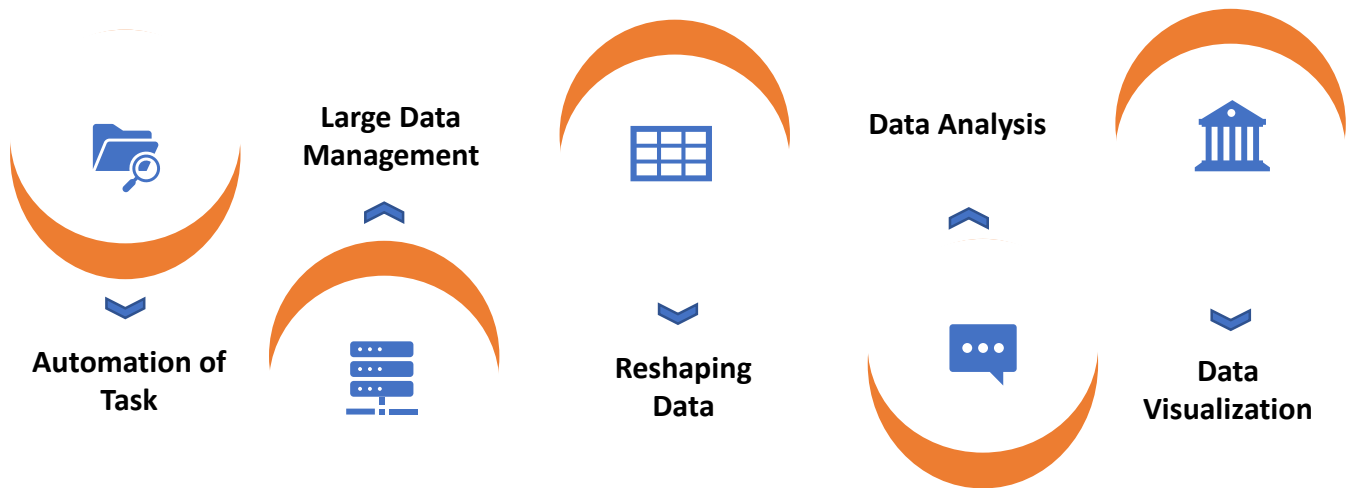 Automation of
Task
Large Data
Management
Reshaping
Data
Data Analysis
Data
Visualization